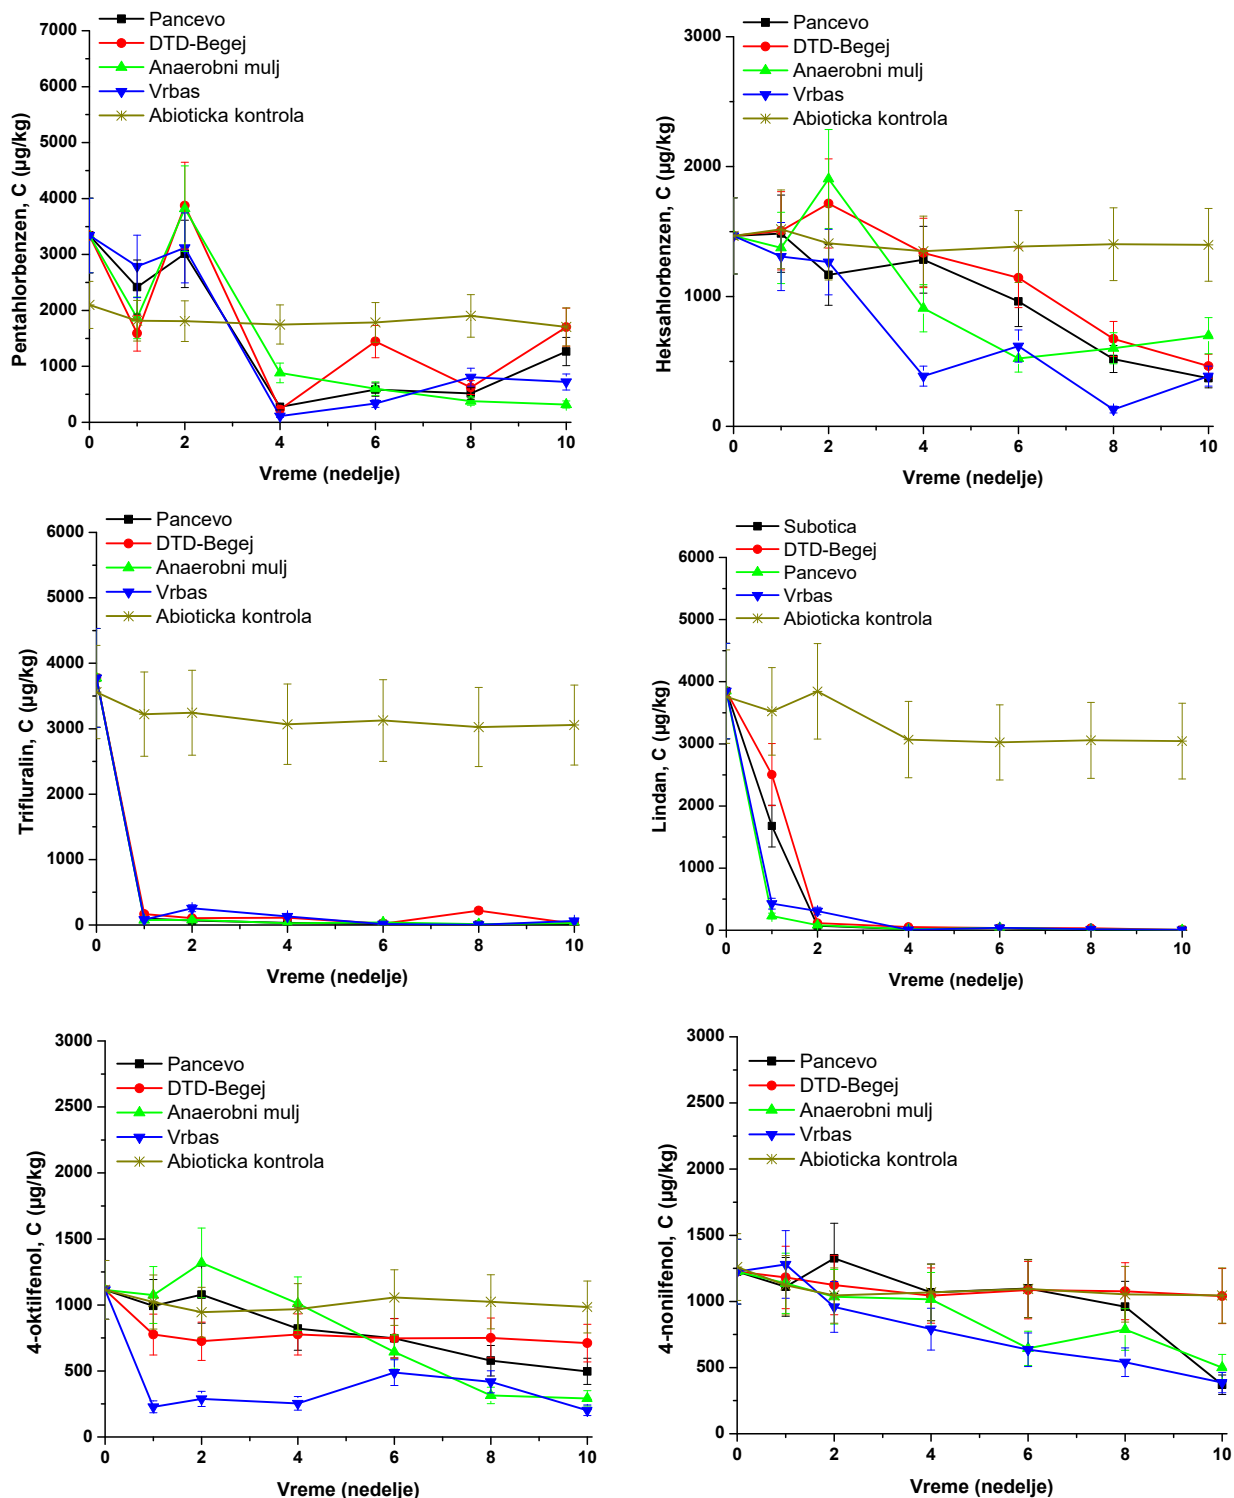 Pancevo
DTD-Begej
Anaerobni mulj
Vrbas
Abioticka kontrola
Pentahlorbenzen, C (µg/kg)
7000
6000
5000
4000
3000
2000
1000
0
0 2 4 6 8 10
Vreme (nedelje)
Pancevo
DTD-Begej
Anaerobni mulj
Vrbas
Abioticka kontrola
Heksahlorbenzen, C (µg/kg)
3000
2000
1000
0
0 2 4 6 8 10
Vreme (nedelje)
Pancevo
DTD-Begej
Anaerobni mulj
Vrbas
Abioticka kontrola
Trifluralin, C (µg/kg)
6000
5000
4000
3000
2000
1000
0
0 2 4 6 8 10
Vreme (nedelje)
Subotica
DTD-Begej
Pancevo
Vrbas
Abioticka kontrola
Lindan, C (µg/kg)
6000
5000
4000
3000
2000
1000
0
0 2 4 6 8 10
Vreme (nedelje)
Pancevo
DTD-Begej
Anaerobni mulj
Vrbas
Abioticka kontrola
4-oktilfenol, C (µg/kg)
3000
2500
2000
1500
1000
500
0
0 2 4 6 8 10
Vreme (nedelje)
Pancevo
DTD-Begej
Anaerobni mulj
Vrbas
Abioticka kontrola
4-nonilfenol, C (µg/kg)
3000
2500
2000
1500
1000
500
0
0 2 4 6 8 10
Vreme (nedelje)